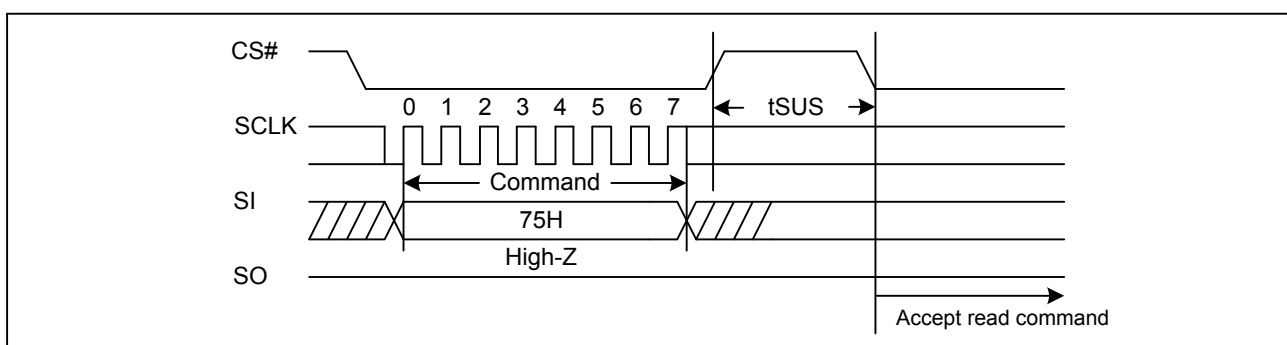 CS#
0 1 2 3 4 5 6 7
tSUS
SCLK
Command
SI
75H
High-Z
SO
Accept read command